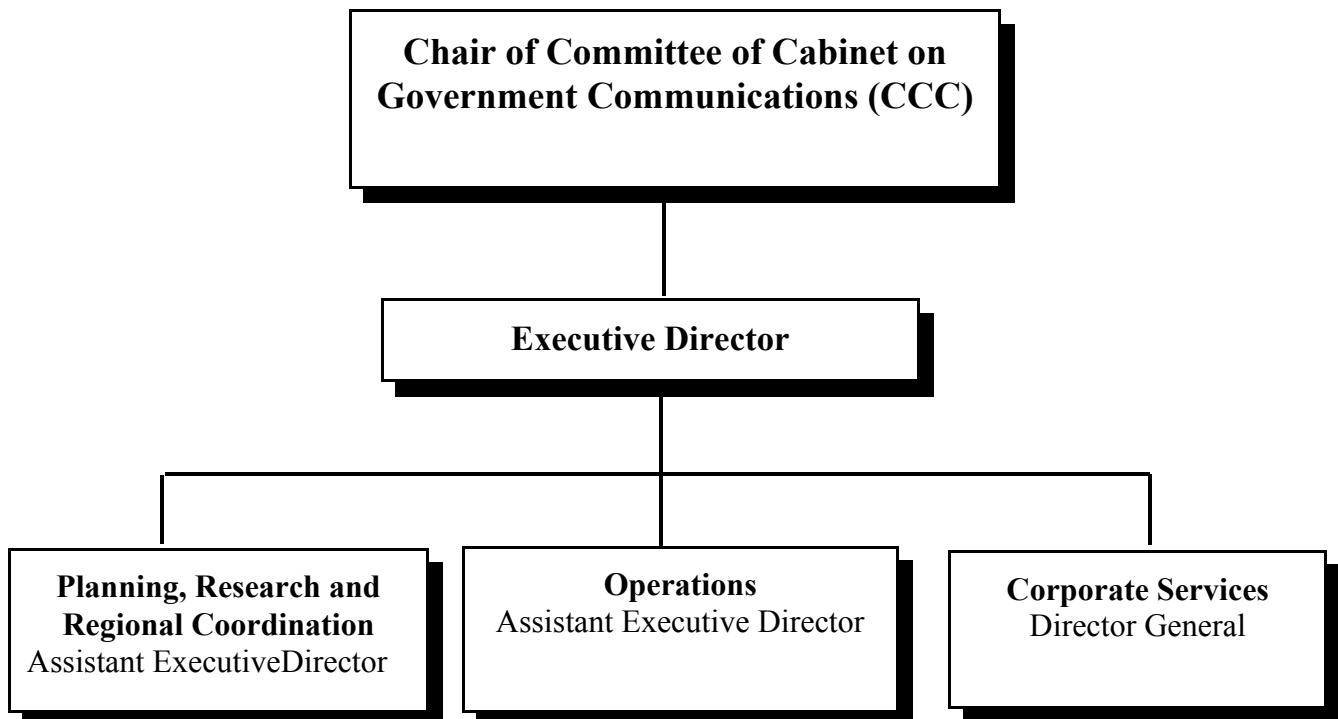 Chair of Committee of Cabinet on
Government Communications (CCC)
Executive Director
Planning, Research and
Regional Coordination
Assistant ExecutiveDirector
Operations
Assistant Executive Director
Corporate Services
Director General